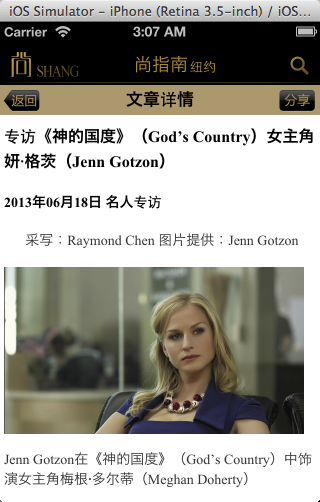 iOS Simulator - iPhone (Retina 3.5-inch) / iOS...
Carrier 3:07 AM
尚 SHANG 尚指南 纽约
返回 文章详情 分享
专访《神的国度》（God’s Country）女主角
妍·格茨（Jenn Gotzon）
2013年06月18日 名人专访
采写：Raymond Chen 图片提供：Jenn Gotzon
Jenn Gotzon在《神的国度》（God’s Country）中饰
演女主角梅根·多尔蒂（Meghan Doherty）